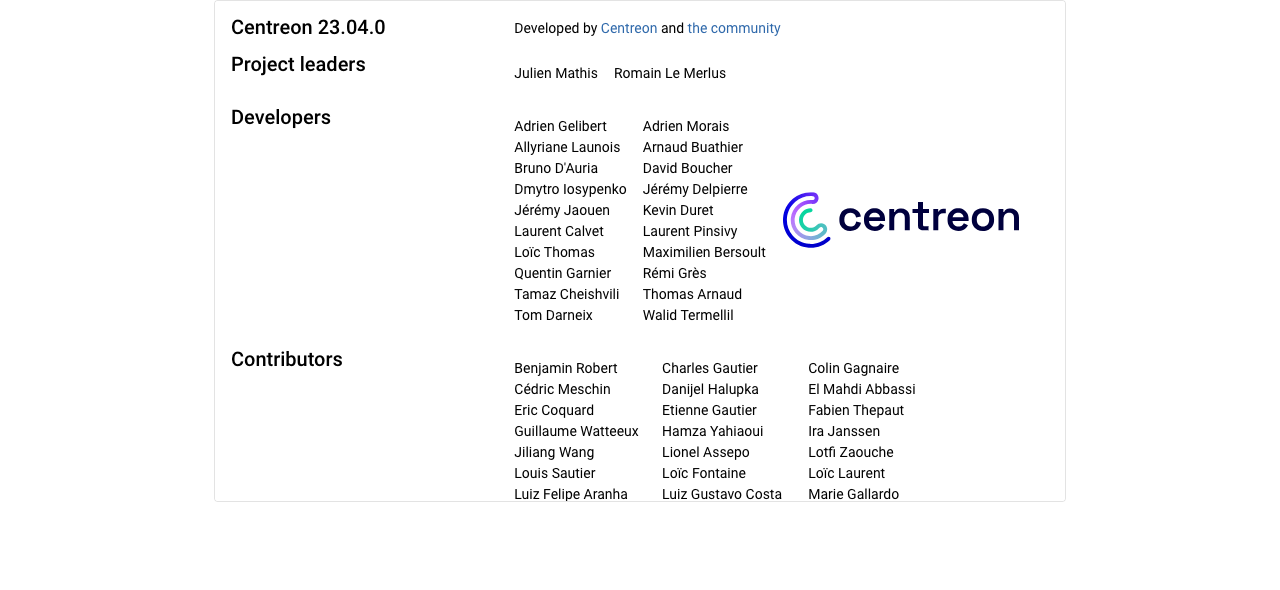 Centreon 23.04.0
Developed by Centreon and the community
Project leaders
Julien Mathis Romain Le Merlus
Developers
Adrien Gelibert Adrien Morais
Allyriane Launois Arnaud Buathier
Bruno D'Auria David Boucher
Dmytro Iosypenko Jérémy Delpierre
Jérémy Jaouen Kevin Duret
Laurent Calvet Laurent Pinsivy
Loïc Thomas Maximilien Bersoult
Quentin Garnier Rémi Grès
Tamaz Cheishvili Thomas Arnaud
Tom Darneix Walid Termellil
centreon
Contributors
Benjamin Robert Charles Gautier Colin Gagnaire
Cédric Meschin Danijel Halupka El Mahdi Abbassi
Eric Coquard Etienne Gautier Fabien Thepaut
Guillaume Watteeux Hamza Yahiaoui Ira Janssen
Jiliang Wang Lionel Assepo Lotfi Zaouche
Louis Sautier Loïc Fontaine Loïc Laurent
Luiz Felipe Aranha Luiz Gustavo Costa Marie Gallardo